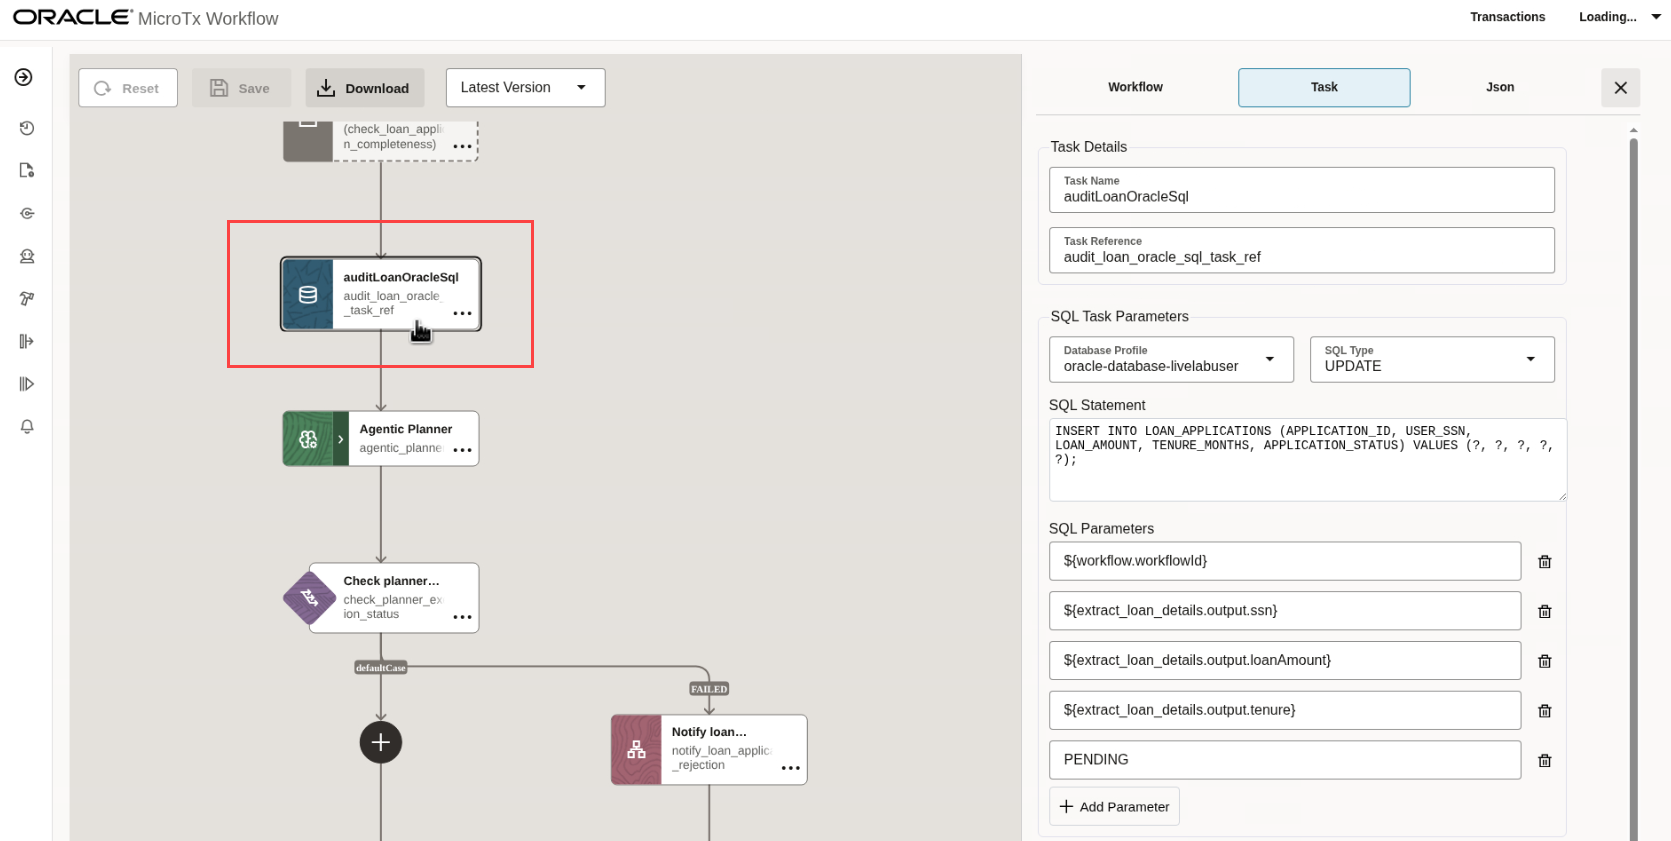 ORACLE MicroTx Workflow
Transactions
Loading...
Reset
Save
Download
Latest Version
(check_loan_appli
n_completeness)
auditLoanOracleSql
audit_loan_oracle_
_task_ref
Agentic Planner
agentic_planne
Check planner...
check_planner_ex
ion_status
defaultCase
FAILED
Notify loan...
notify_loan_applic
_rejection
Workflow
Task
Json
Task Details
Task Name
auditLoanOracleSql
Task Reference
audit_loan_oracle_sql_task_ref
SQL Task Parameters
Database Profile
oracle-database-livelabuser
SQL Type
UPDATE
SQL Statement
INSERT INTO LOAN_APPLICATIONS (APPLICATION_ID, USER_SSN,
LOAN_AMOUNT, TENURE_MONTHS, APPLICATION_STATUS) VALUES (?, ?, ?, ?,
?);
SQL Parameters
${workflow.workflowId}
${extract_loan_details.output.ssn}
${extract_loan_details.output.loanAmount}
${extract_loan_details.output.tenure}
PENDING
Add Parameter